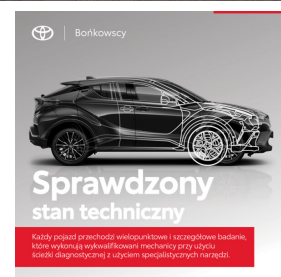 Bońkowscy
Sprawdzony
stan techniczny
Każdy pojazd przechodzi wielopunktowe i szczegółowe badanie,
które wykonują wykwalifikowani mechanicy przy użyciu
ścieżki diagnostycznej z użyciem specjalistycznych narzędzi.